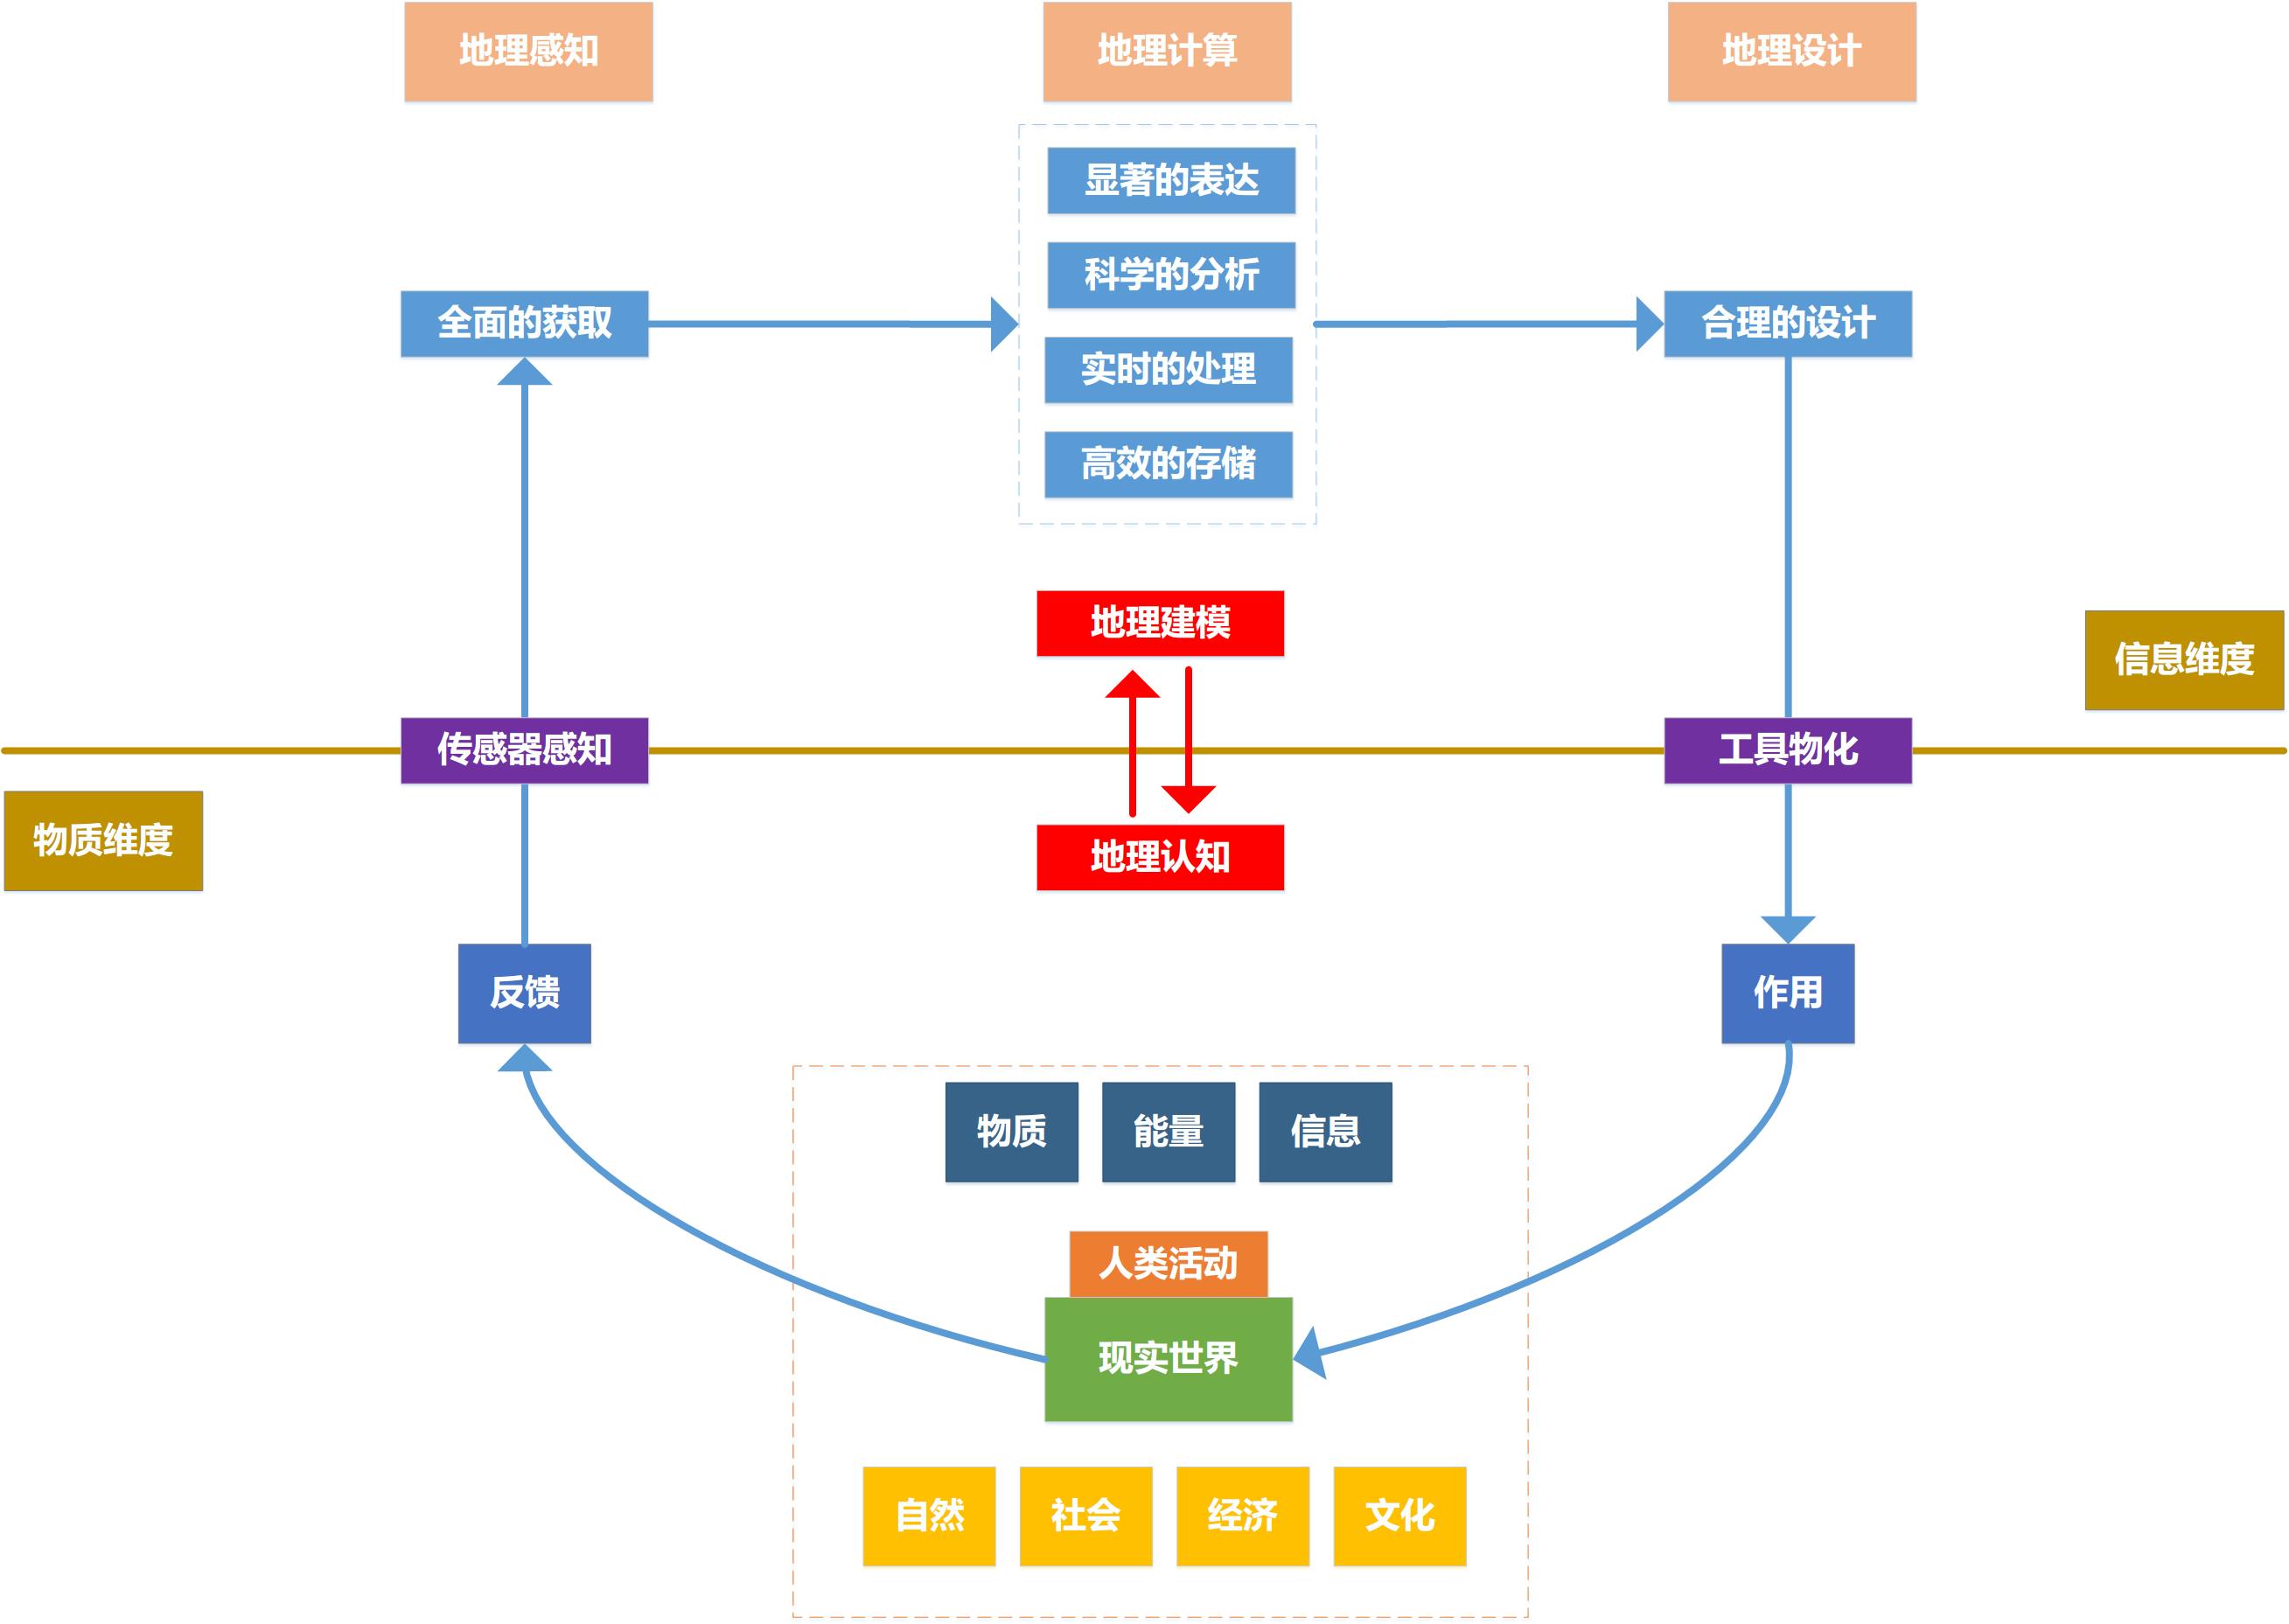 地理感知
地理计算
地理设计
显著的表达
科学的分析
全面的获取
合理的设计
实时的处理
高效的存储
地理建模
信息维度
传感器感知
工具物化
物质维度
地理认知
反馈
作用
物质
能量
信息
人类活动
现实世界
自然
社会
经济
文化